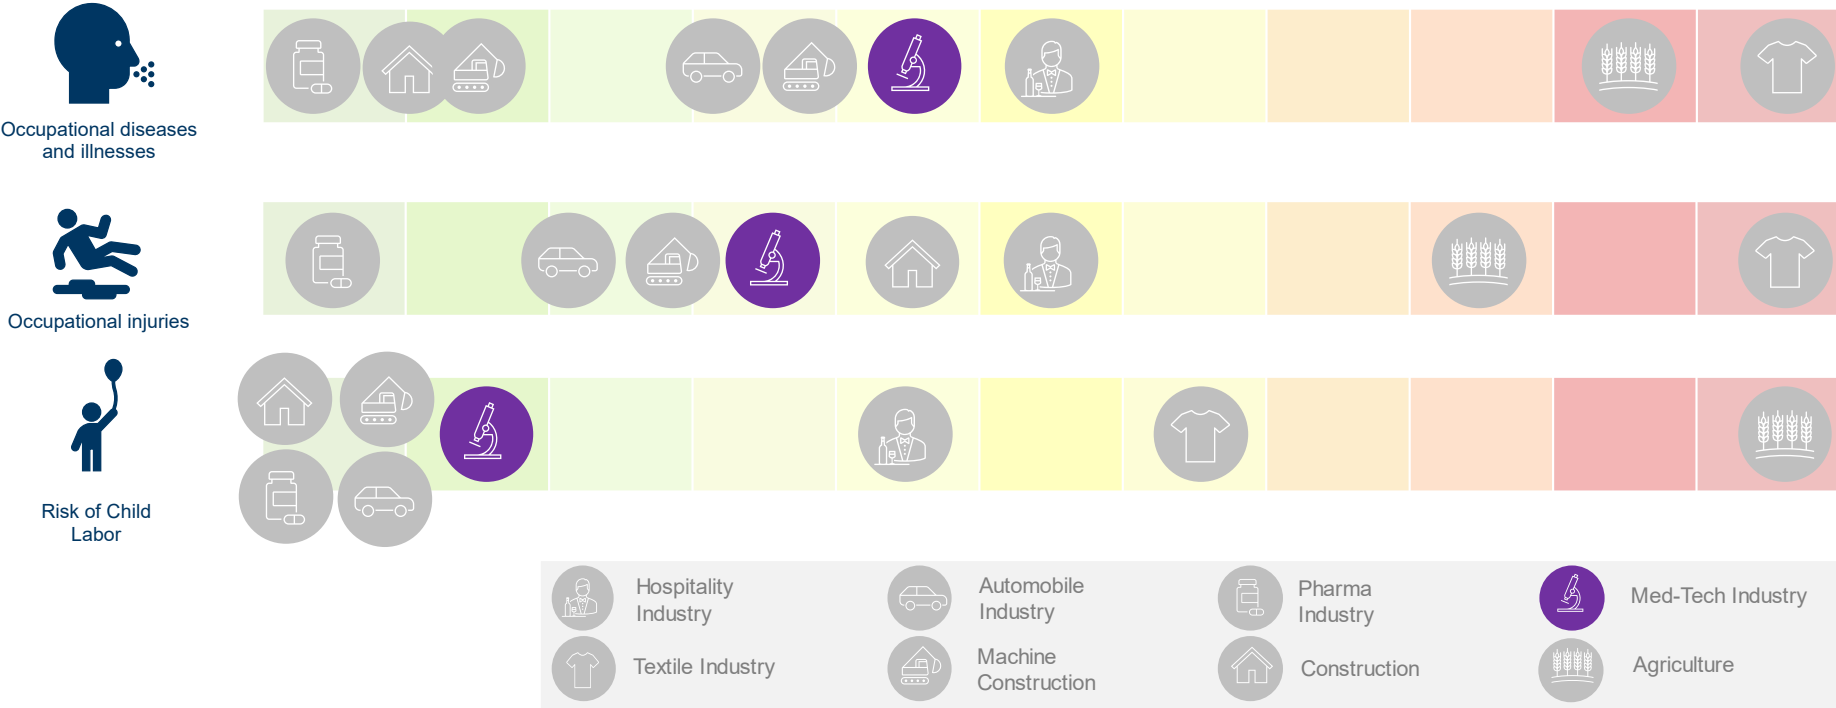 Occupational diseases
and illnesses
Occupational injuries
Risk of Child
Labor
Hospitality
Industry
Automobile
Industry
Pharma
Industry
Med-Tech Industry
Textile Industry
Machine
Construction
Construction
Agriculture